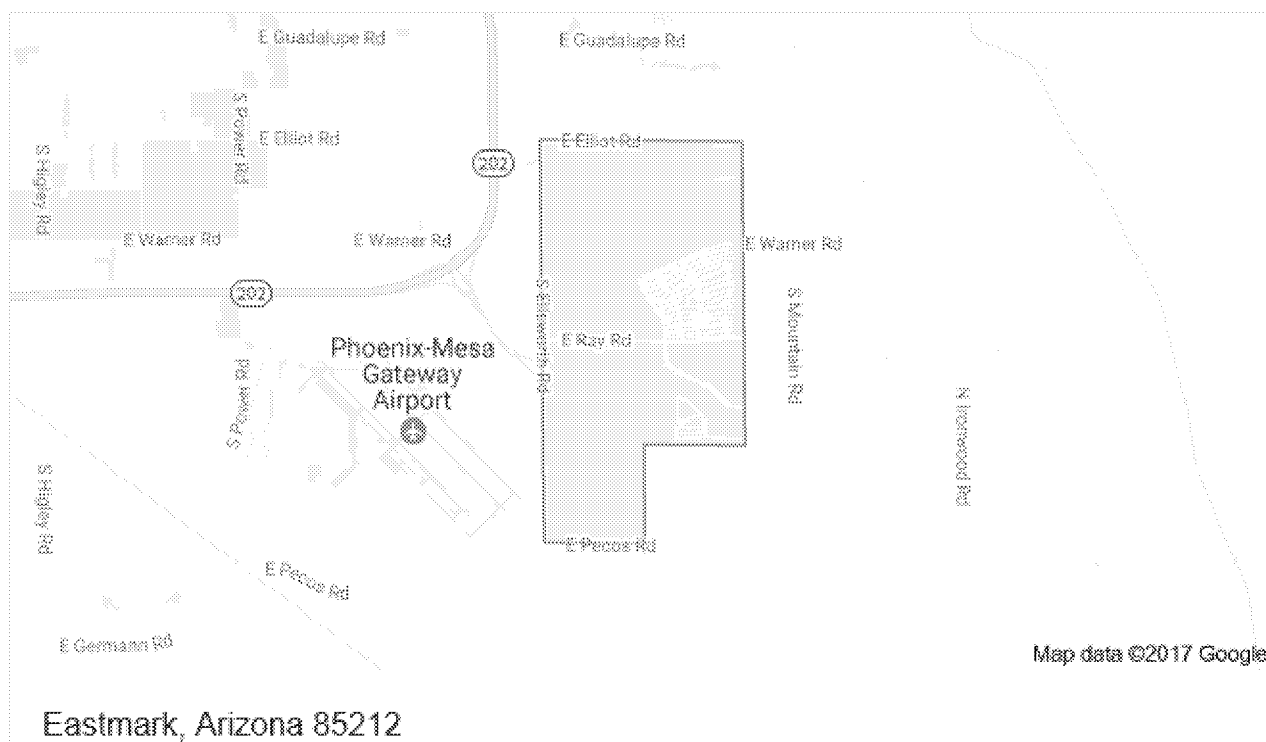 E Guadalupe Rd
E Guadalupe Rd
S Power Rd
E Elliot Rd
E Elliot Rd
202
S Higley Rd
E Warner Rd
E Warner Rd
E Warner Rd
202
S Ellsworth Rd
S Mountain Rd
E Ray Rd
Phoenix-Mesa
Gateway
Airport
S Power Rd
N Ironwood Rd
S Higley Rd
E Pecos Rd
E Pecos Rd
E Germann Rd
Map data ©2017 Google
Eastmark, Arizona 85212